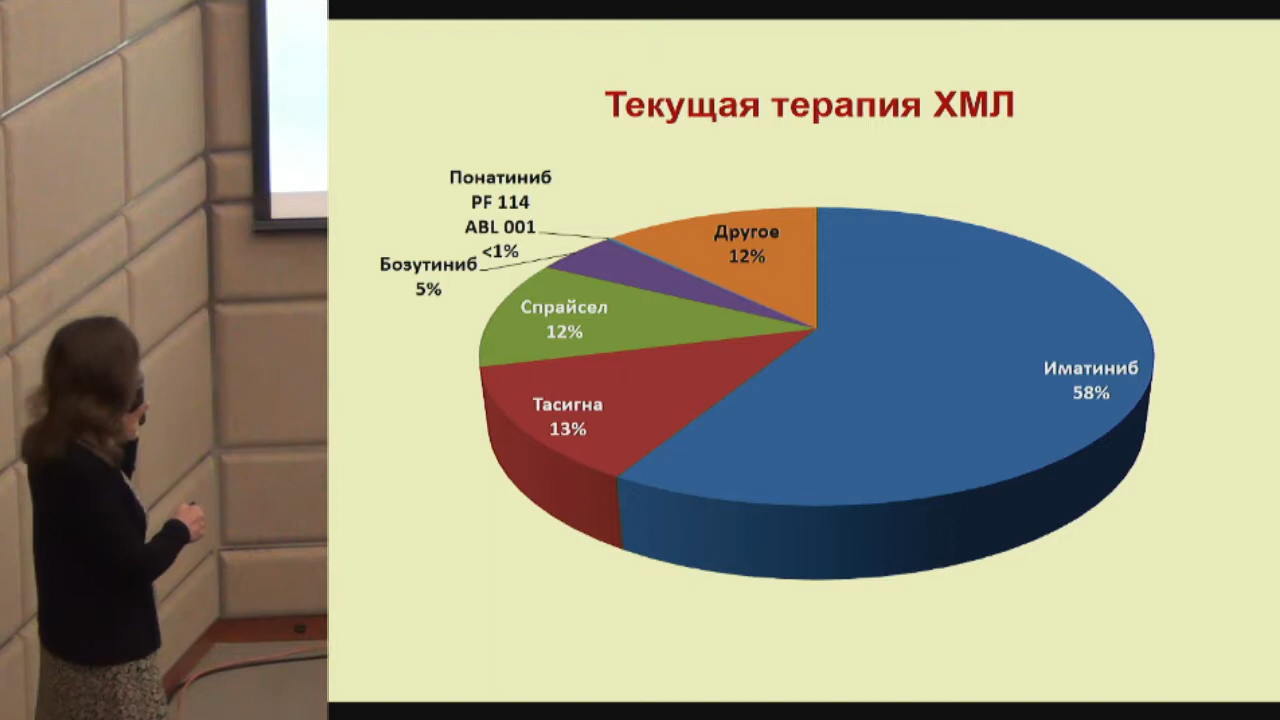 Текущая терапия ХМЛ
Понатиниб
PF 114
ABL 001
<1%
Бозутиниб
5%
Другое
12%
Спрайсел
12%
Тасигна
13%
Иматиниб
58%